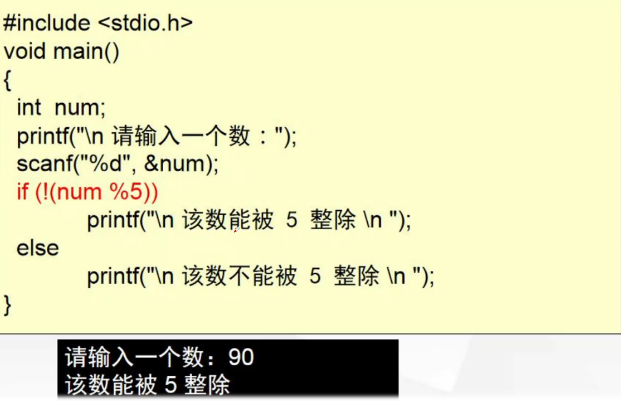 #include <stdio.h>
void main()
{
int num;
printf("\n 请输入一个数：");
scanf("%d", &num);
if (!(num %5))
printf("\n 该数能被 5 整除 \n ");
else
printf("\n 该数不能被 5 整除 \n ");
}
请输入一个数：90
该数能被 5 整除